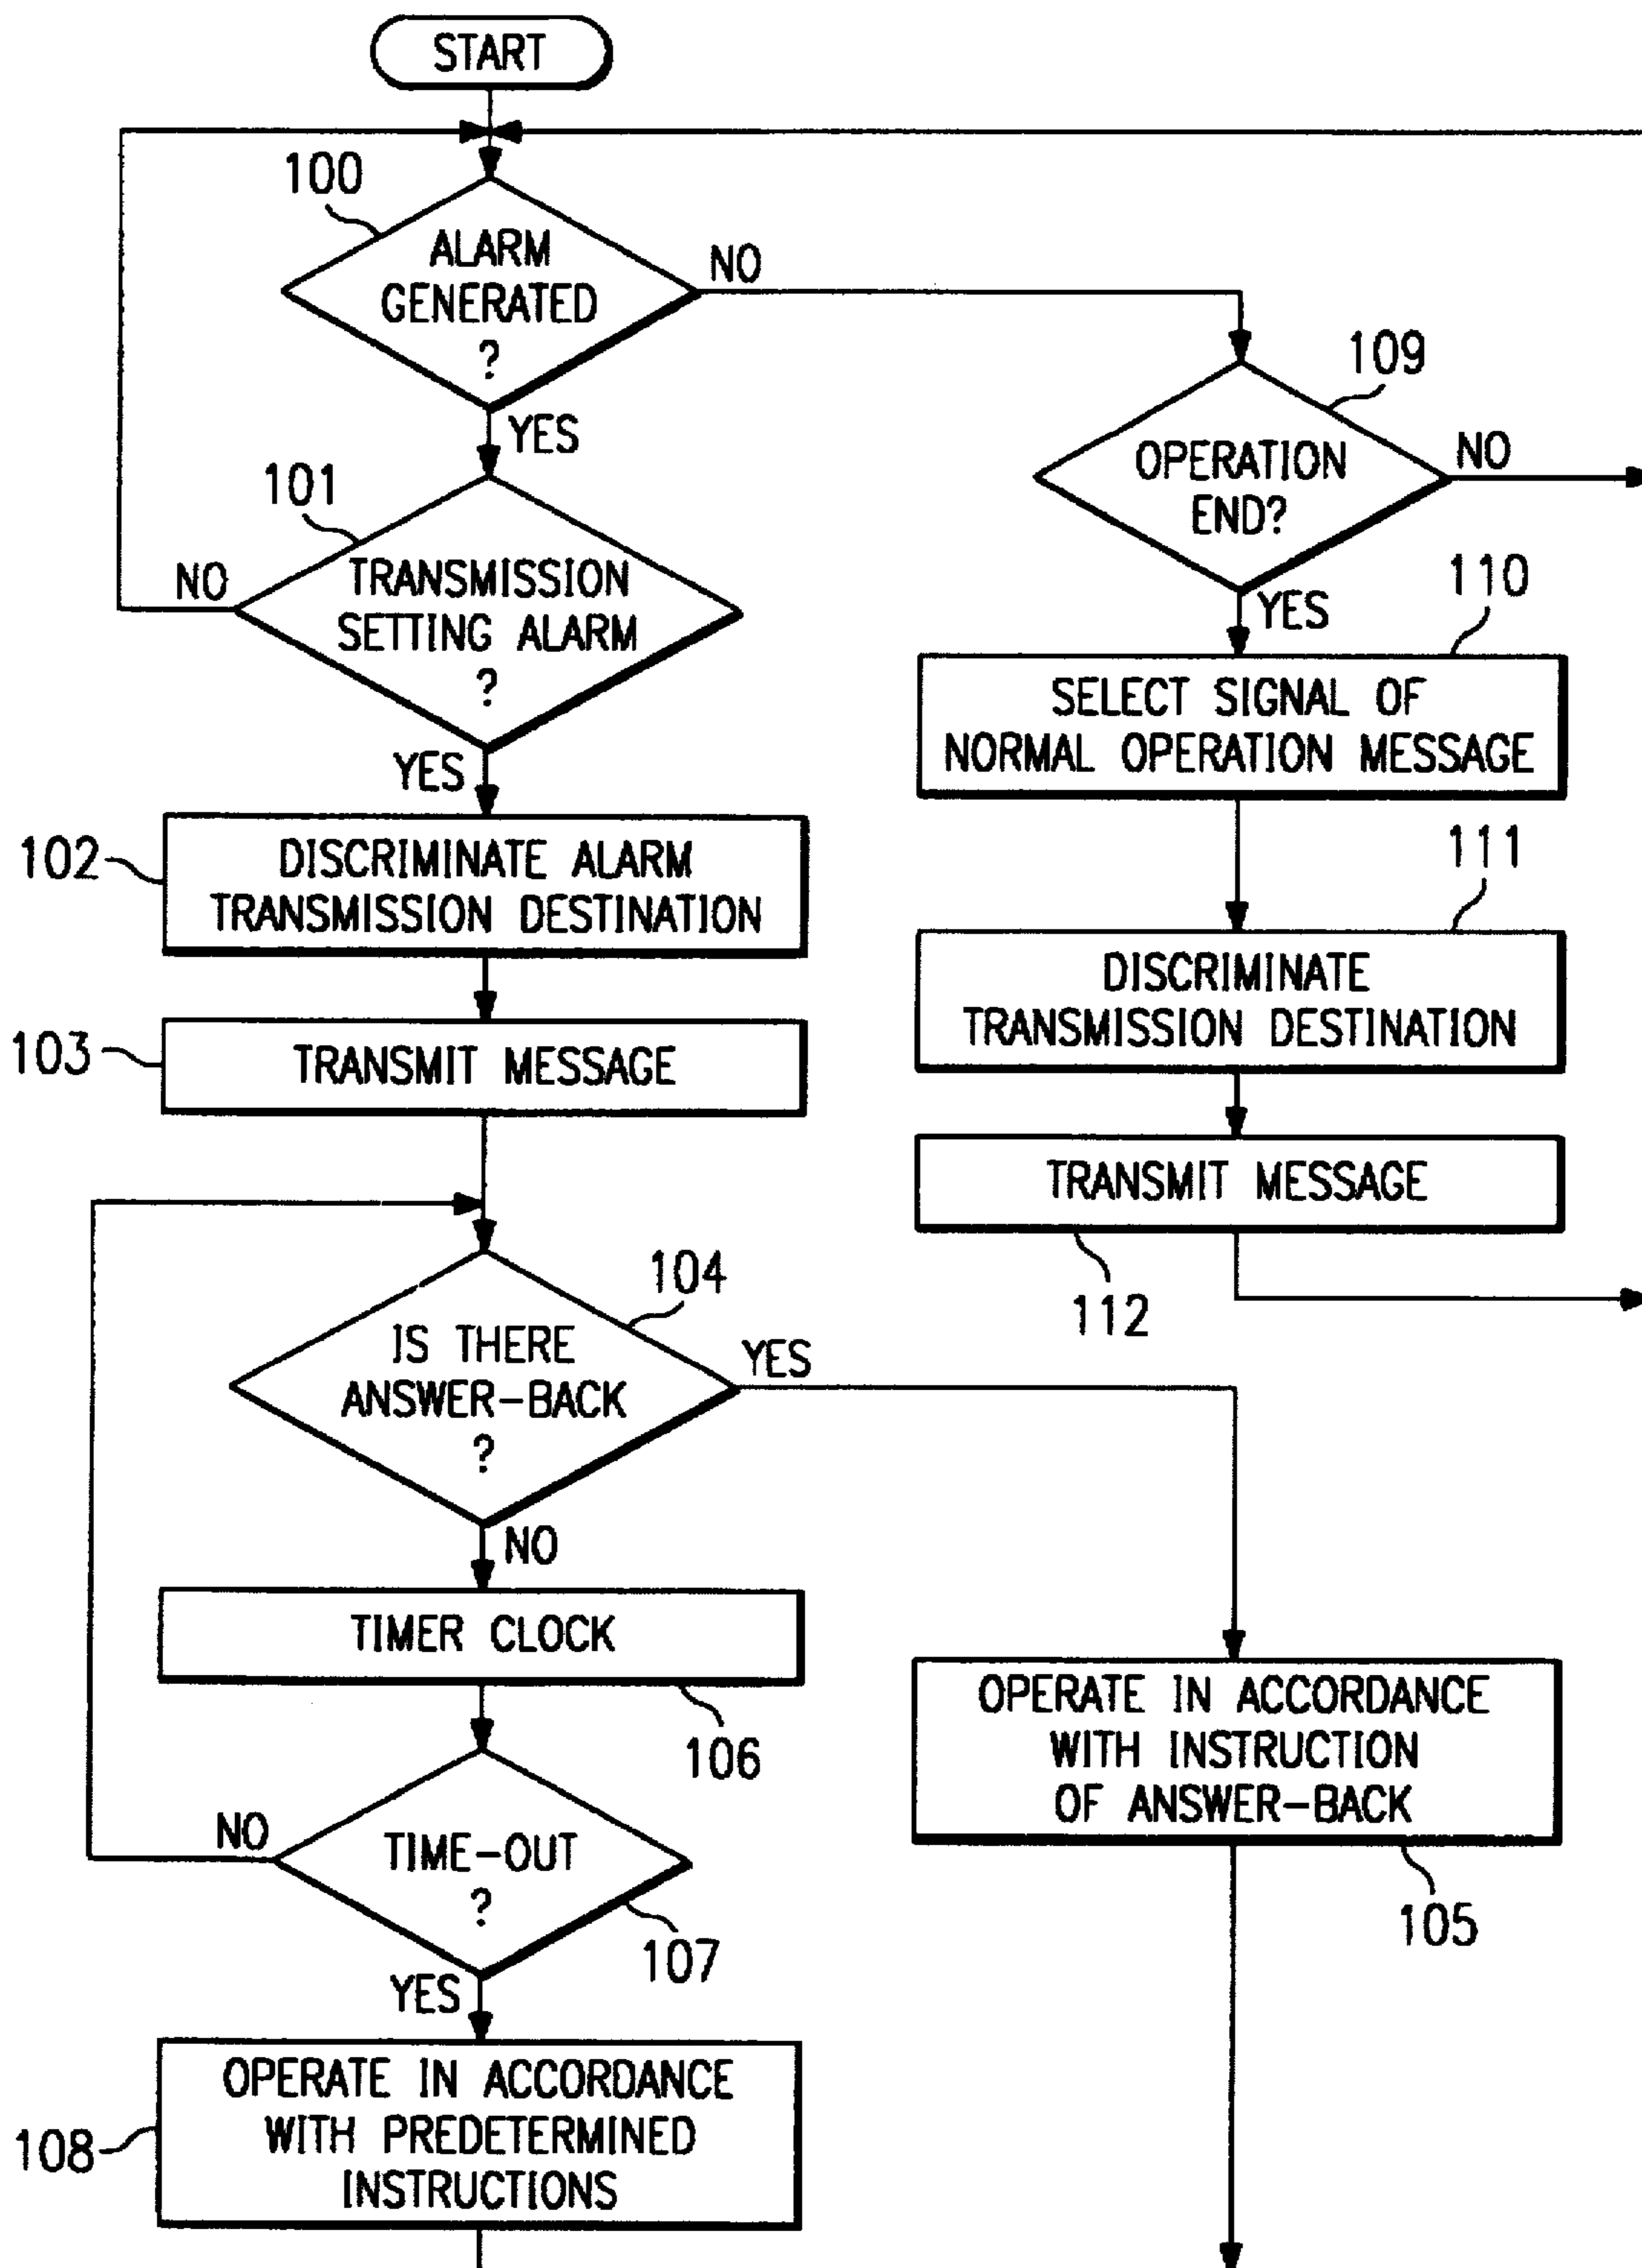 START
100
ALARM
GENERATED
?
NO
YES
109
OPERATION
END?
NO
YES
101
TRANSMISSION
SETTING ALARM
?
NO
YES
110
SELECT SIGNAL OF
NORMAL OPERATION MESSAGE
102
DISCRIMINATE ALARM
TRANSMISSION DESTINATION
111
DISCRIMINATE
TRANSMISSION DESTINATION
103
TRANSMIT MESSAGE
TRANSMIT MESSAGE
112
104
IS THERE
ANSWER-BACK
?
YES
NO
TIMER CLOCK
106
OPERATE IN ACCORDANCE
WITH INSTRUCTION
OF ANSWER-BACK
105
TIME-OUT
?
NO
107
YES
108
OPERATE IN ACCORDANCE
WITH PREDETERMINED
INSTRUCTIONS